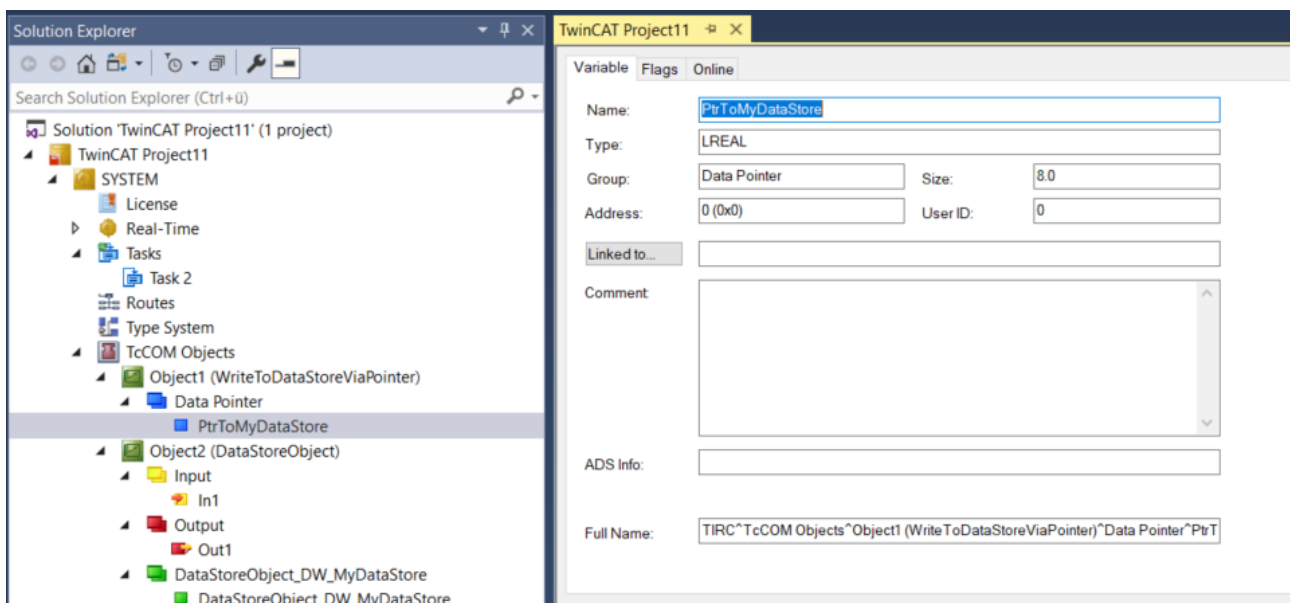 Solution Explorer
Search Solution Explorer (Ctrl+ü)
Solution 'TwinCAT Project11' (1 project)
TwinCAT Project11
SYSTEM
License
Real-Time
Tasks
Task 2
Routes
Type System
TcCOM Objects
Object1 (WriteToDataStoreViaPointer)
Data Pointer
PtrToMyDataStore
Object2 (DataStoreObject)
Input
In1
Output
Out1
DataStoreObject_DW_MyDataStore
DataStoreObject_DW_MyDataStore
TwinCAT Project11
Variable Flags Online
Name: PtrToMyDataStore
Type: LREAL
Group: Data Pointer Size: 8.0
Address: 0 (0x0) User ID: 0
Linked to...
Comment:
ADS Info:
Full Name: TIRC^TcCOM Objects^Object1 (WriteToDataStoreViaPointer)^Data Pointer^PtrT